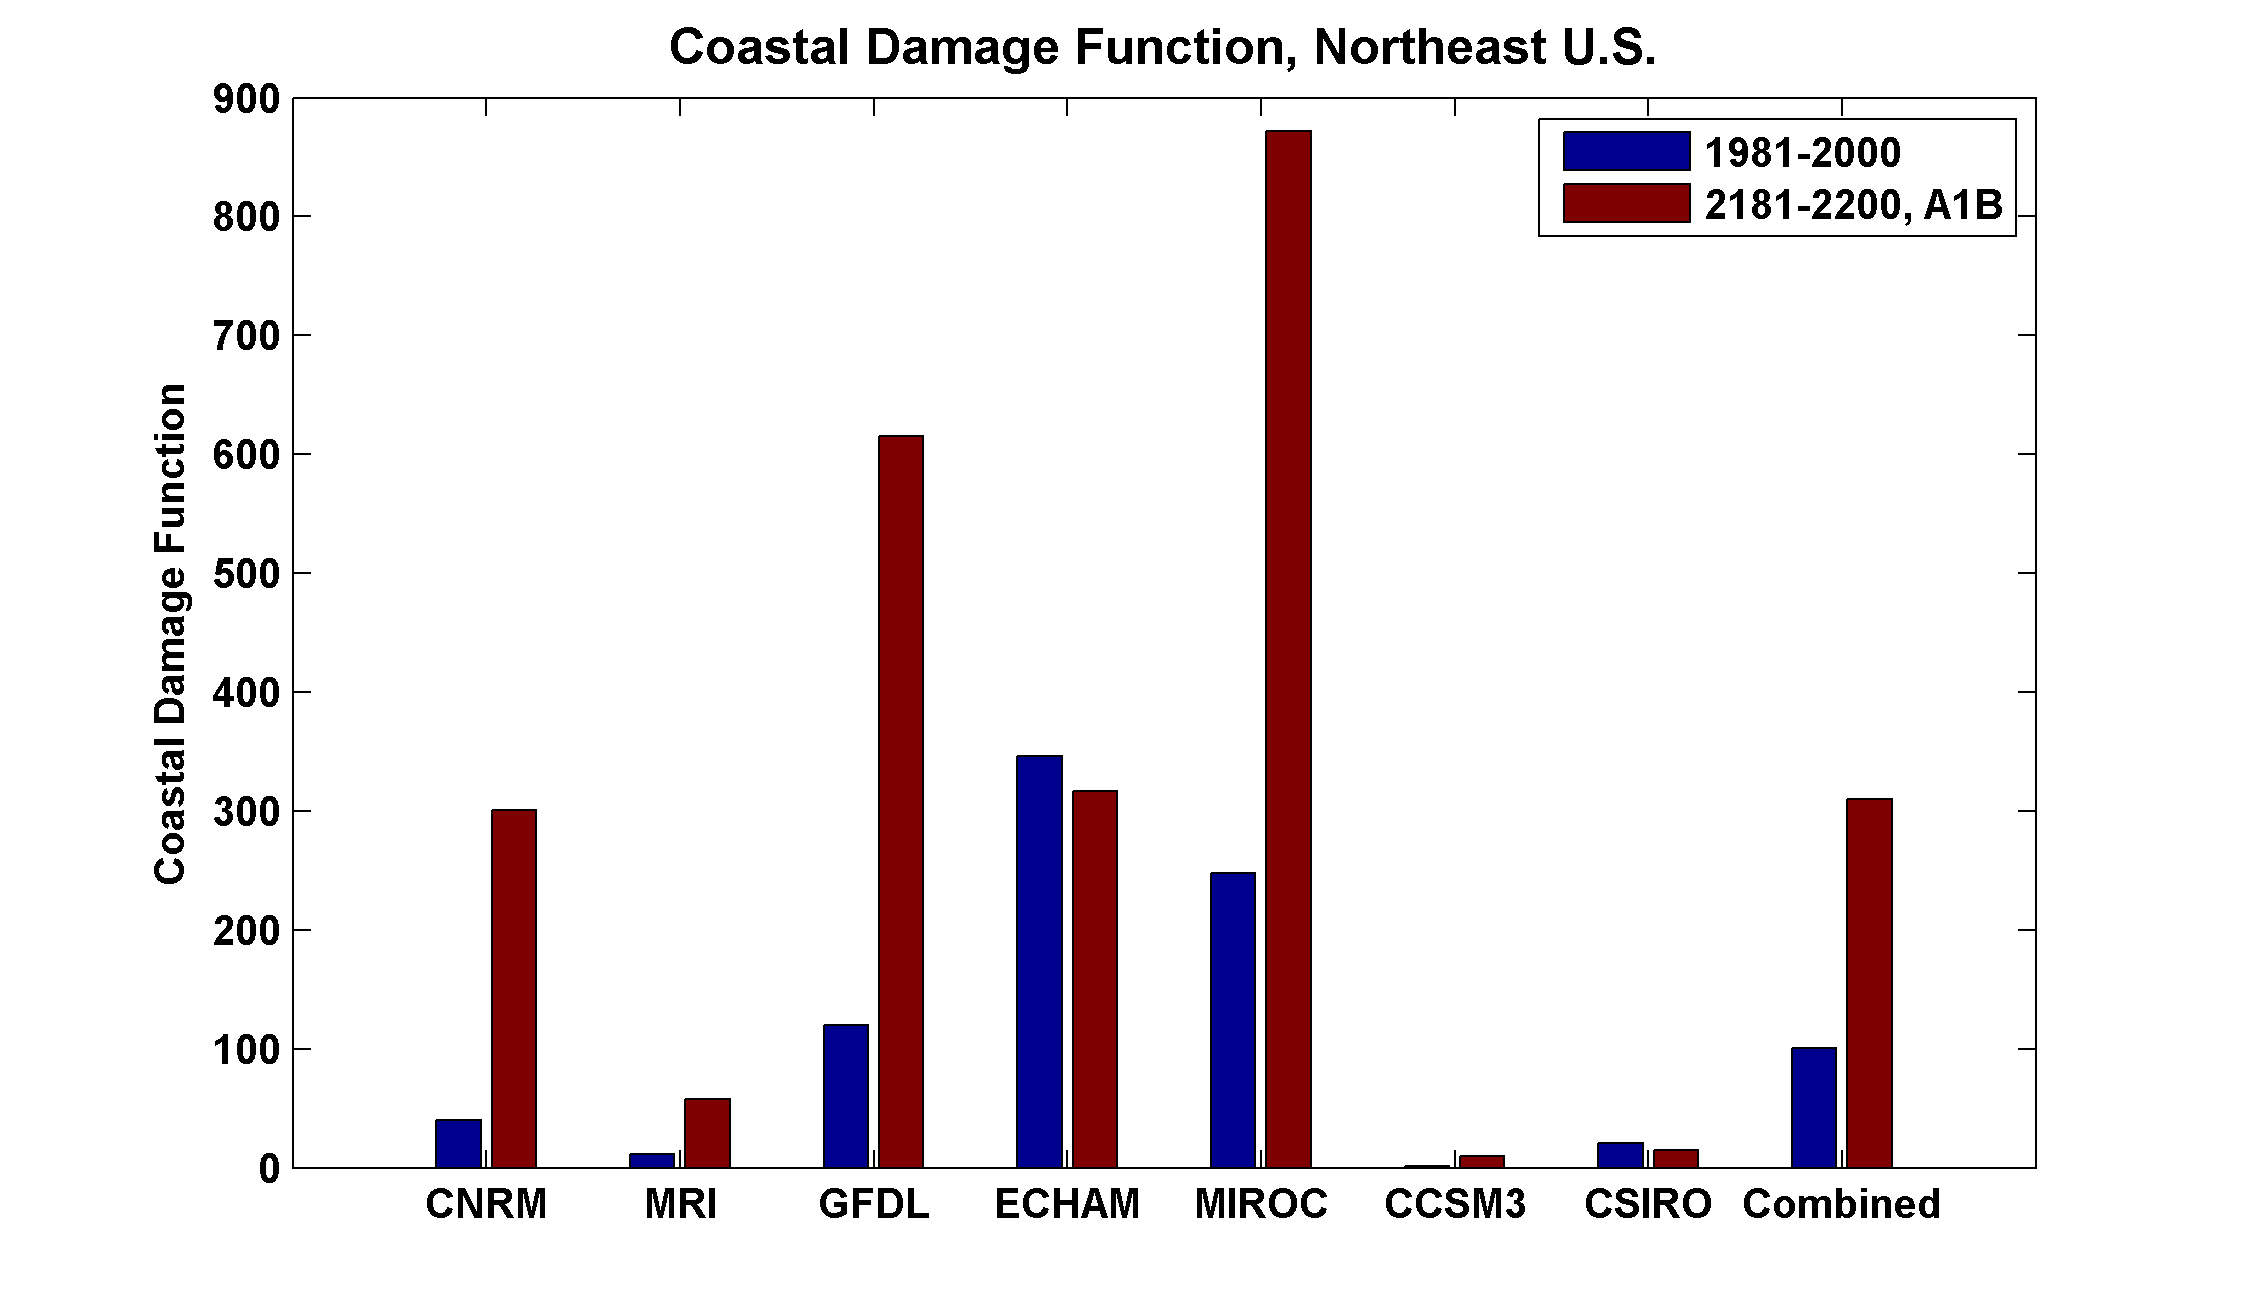 Coastal Damage Function, Northeast U.S.
1981-2000
2181-2200, A1B
Coastal Damage Function
900
800
700
600
500
400
300
200
100
0
CNRM MRI GFDL ECHAM MIROC CCSM3 CSIRO Combined